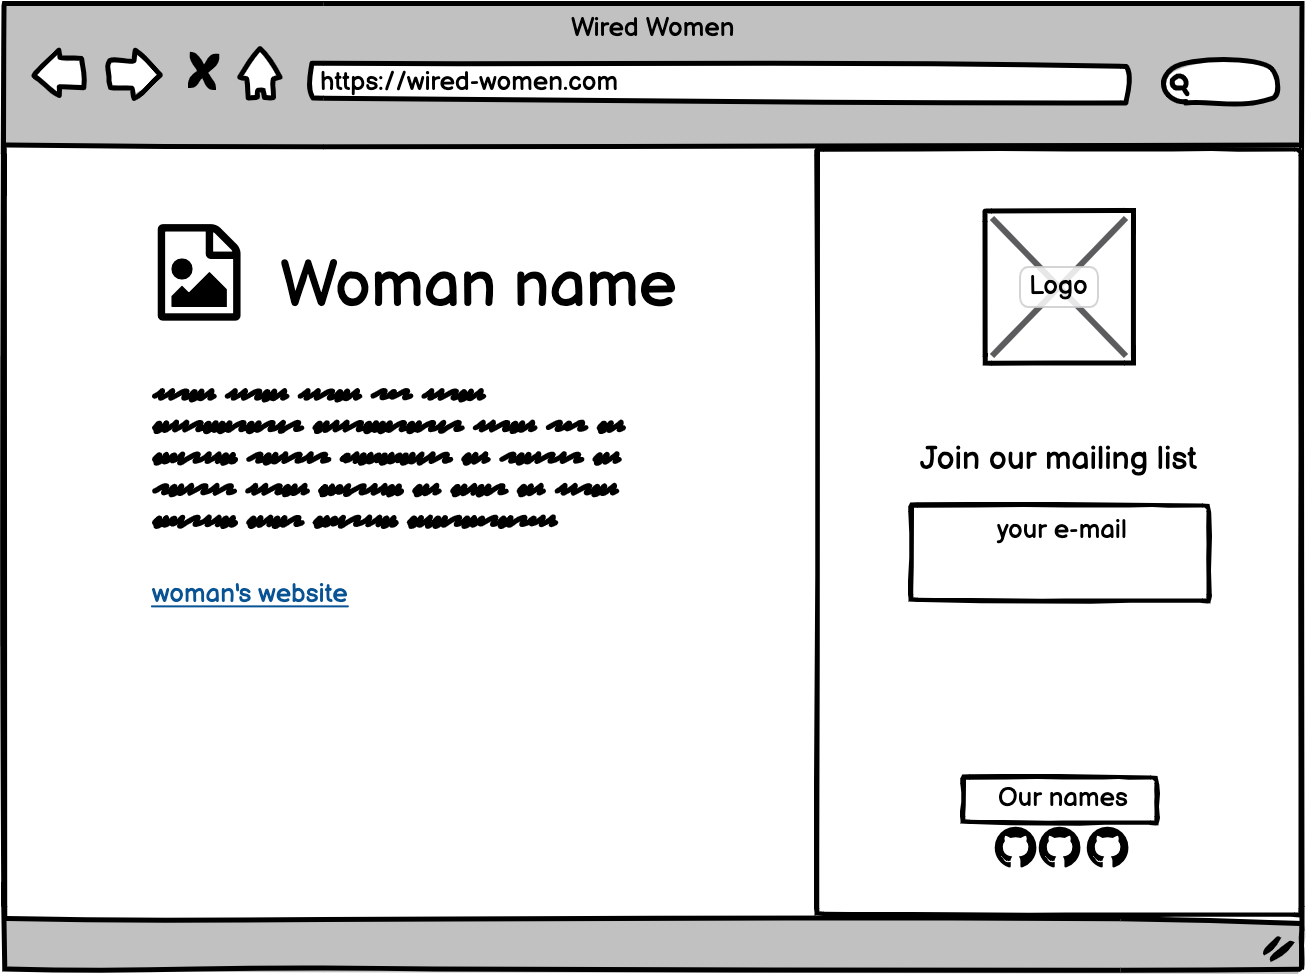 Wired Women
https://wired-women.com
Woman name
woman's website
Logo
Join our mailing list
your e-mail
Our names